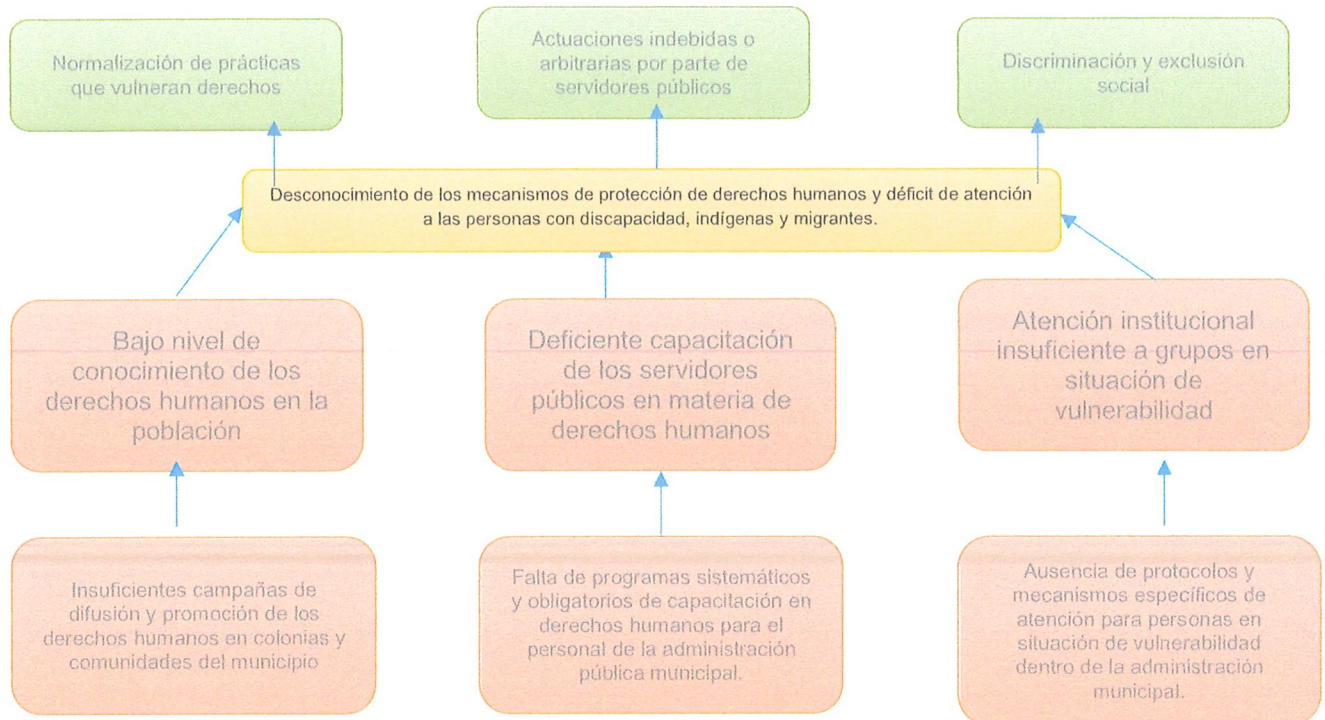 Normalización de prácticas
que vulneran derechos
Actuaciones indebidas o
arbitrarias por parte de
servidores públicos
Discriminación y exclusión
social
Desconocimiento de los mecanismos de protección de derechos humanos y déficit de atención
a las personas con discapacidad, indígenas y migrantes.
Bajo nivel de
conocimiento de los
derechos humanos en la
población
Deficiente capacitación
de los servidores
públicos en materia de
derechos humanos
Atención institucional
insuficiente a grupos en
situación de
vulnerabilidad
Insuficientes campañas de
difusión y promoción de los
derechos humanos en colonias y
comunidades del municipio
Falta de programas sistemáticos
y obligatorios de capacitación en
derechos humanos para el
personal de la administración
pública municipal.
Ausencia de protocolos y
mecanismos específicos de
atención para personas en
situación de vulnerabilidad
dentro de la administración
municipal.